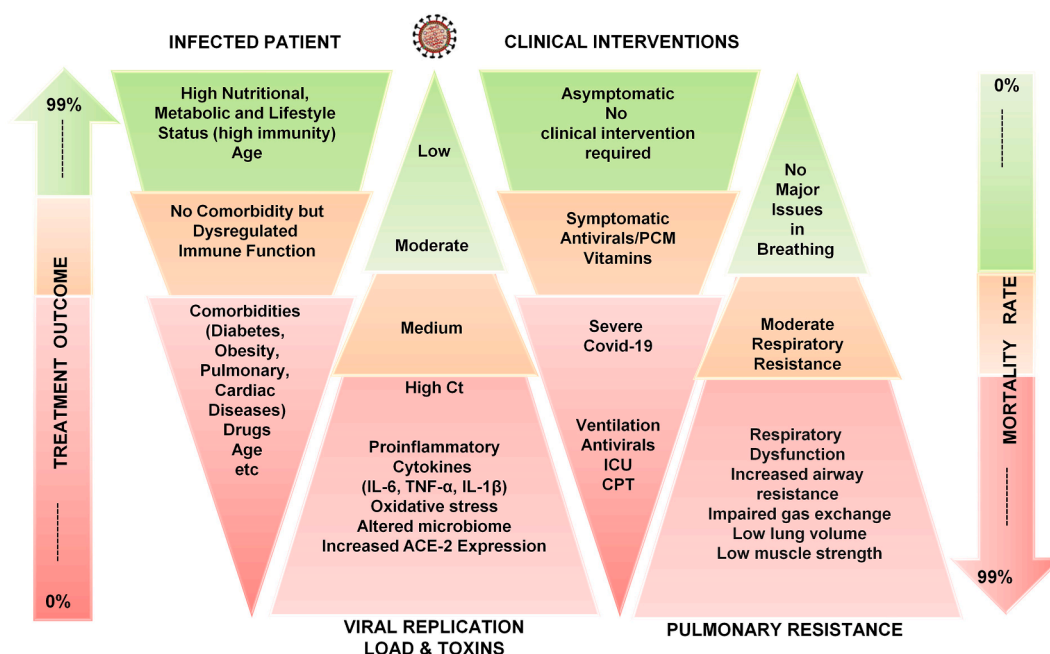 INFECTED PATIENT
CLINICAL INTERVENTIONS
99%
TREATMENT OUTCOME
0%
High Nutritional,
Metabolic and Lifestyle
Status (high immunity)
Age
No Comorbidity but
Dysregulated
Immune Function
Comorbidities
(Diabetes,
Obesity,
Pulmonary,
Cardiac
Diseases)
Drugs
Age
etc
Low
Moderate
Medium
High Ct
Proinflammatory
Cytokines
(IL-6, TNF-α, IL-1β)
Oxidative stress
Altered microbiome
Increased ACE-2 Expression
VIRAL REPLICATION
LOAD & TOXINS
Asymptomatic
No
clinical intervention
required
Symptomatic
Antivirals/PCM
Vitamins
Severe
Covid-19
Ventilation
Antivirals
ICU
CPT
No
Major
Issues
in
Breathing
Moderate
Respiratory
Resistance
Respiratory
Dysfunction
Increased airway
resistance
Impaired gas exchange
Low lung volume
Low muscle strength
PULMONARY RESISTANCE
0%
MORTALITY RATE
99%